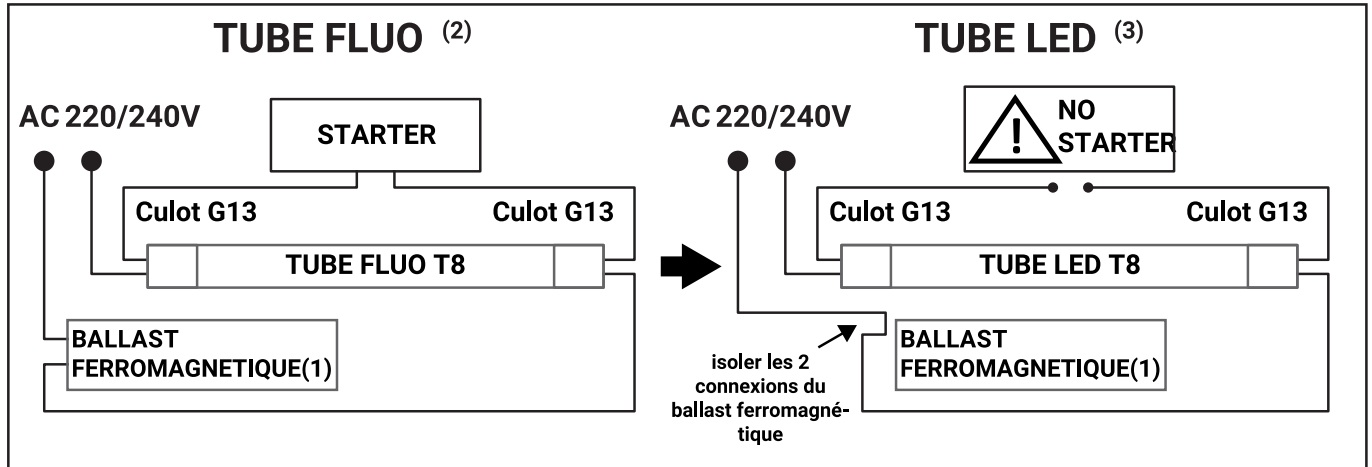 TUBE FLUO (2)
AC 220/240V
STARTER
Culot G13
Culot G13
TUBE FLUO T8
BALLAST
FERROMAGNETIQUE(1)
TUBE LED (3)
AC 220/240V
!
NO
STARTER
Culot G13
Culot G13
TUBE LED T8
isoler les 2
connexions du
ballast ferromagné-
tique
BALLAST
FERROMAGNETIQUE(1)